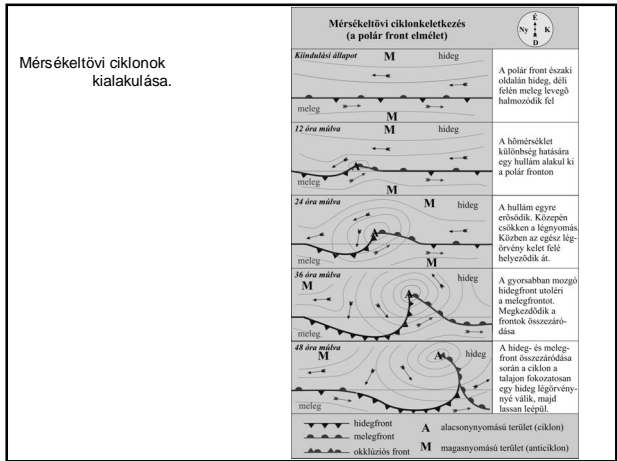 Mérsékeltövi ciklonok
kialakulása.
Mérsékeltövi ciklonkeletkezés
(a polár front elmélet)
É
Ny K
D
Kiindulási állapot
M
hideg
meleg
M
A polár front északi
oldalán hideg, déli
felén meleg levegő
halmozódik fel
12 óra múlva
M
hideg
A
meleg
M
A hőmérséklet
különbség hatására
egy hullám alakul ki
a polár fronton
24 óra múlva
M
hideg
A
meleg
M
A hullám egyre
erősödik. Közepén
csökken a légnyomás.
Közben az egész lég-
örvény kelet felé
helyeződik át.
36 óra múlva
M
hideg
A
meleg
A gyorsabban mozgó
hidegfront utoléri
a melegfrontot.
Megkezdődik a
frontok összezáró-
dása
48 óra múlva
M
A
hideg
meleg
A hideg- és meleg-
front összezáródása
során a ciklon a
talajon fokozatosan
egy hideg légörvény-
nyé válik, majd
lassan leépül.
hidegfront
melegfront
okklúziós front
A alacsonynyomású terület (ciklon)
M magasnyomású terület (anticiklon)